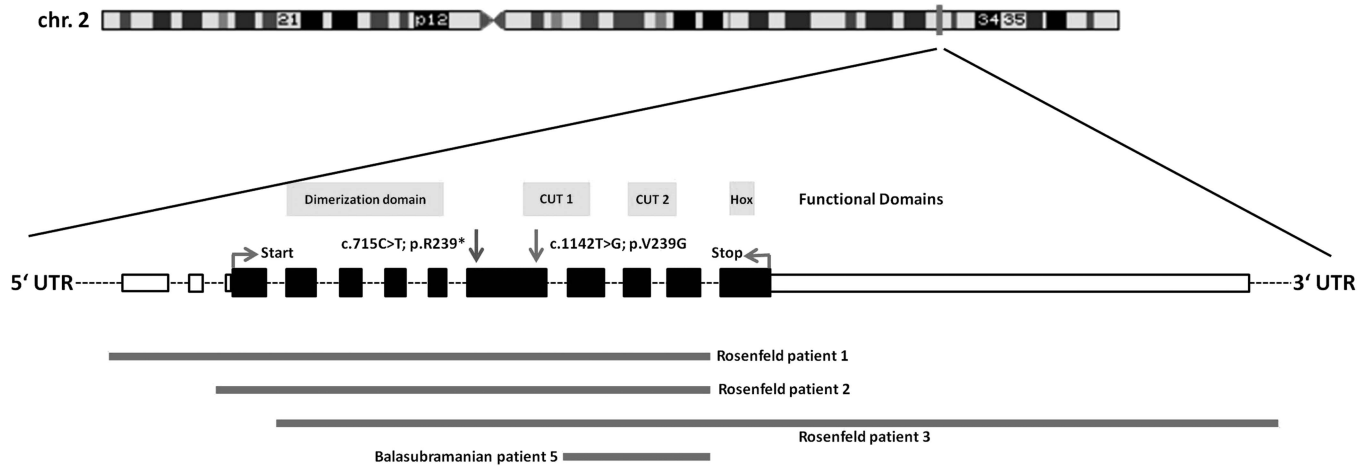 chr. 2
21 p12 34 35
Dimerization domain CUT 1 CUT 2 Hox Functional Domains
c.715C>T; p.R239* c.1142T>G; p.V239G
Start Stop
5‘ UTR 3‘ UTR
Rosenfeld patient 1
Rosenfeld patient 2
Rosenfeld patient 3
Balasubramanian patient 5